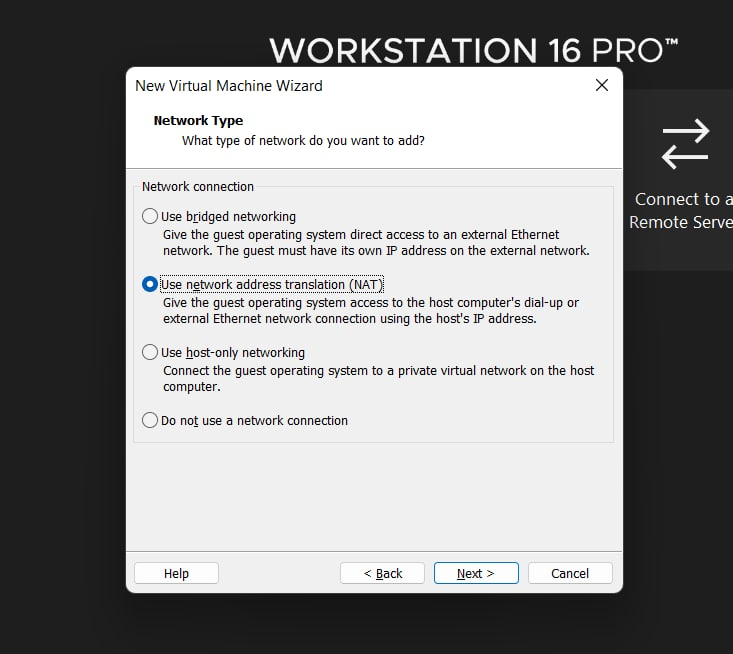 WORKSTATION 16 PRO™
New Virtual Machine Wizard
Network Type
What type of network do you want to add?
Network connection
Use bridged networking
Give the guest operating system direct access to an external Ethernet
network. The guest must have its own IP address on the external network.
Use network address translation (NAT)
Give the guest operating system access to the host computer's dial-up or
external Ethernet network connection using the host's IP address.
Use host-only networking
Connect the guest operating system to a private virtual network on the host
computer.
Do not use a network connection
Help
< Back
Next >
Cancel
Connect to a
Remote Serve